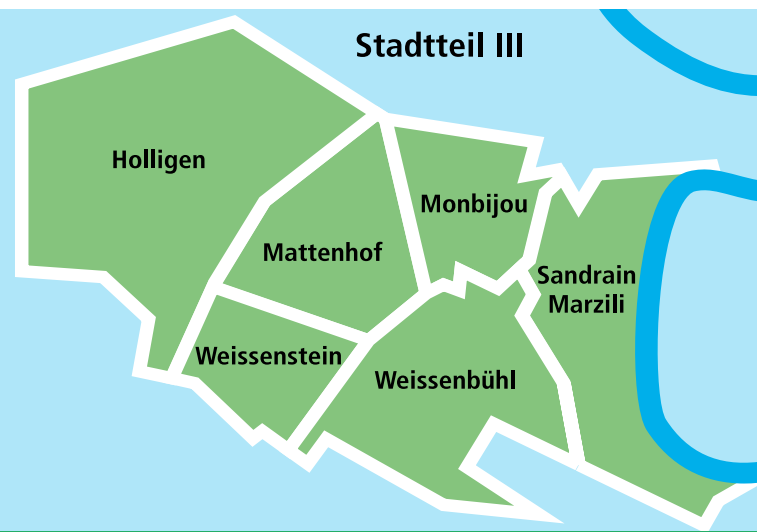 Stadtteil III
Holligen
Monbijou
Mattenhof
Sandrain
Marzili
Weissenstein
Weissenbühl